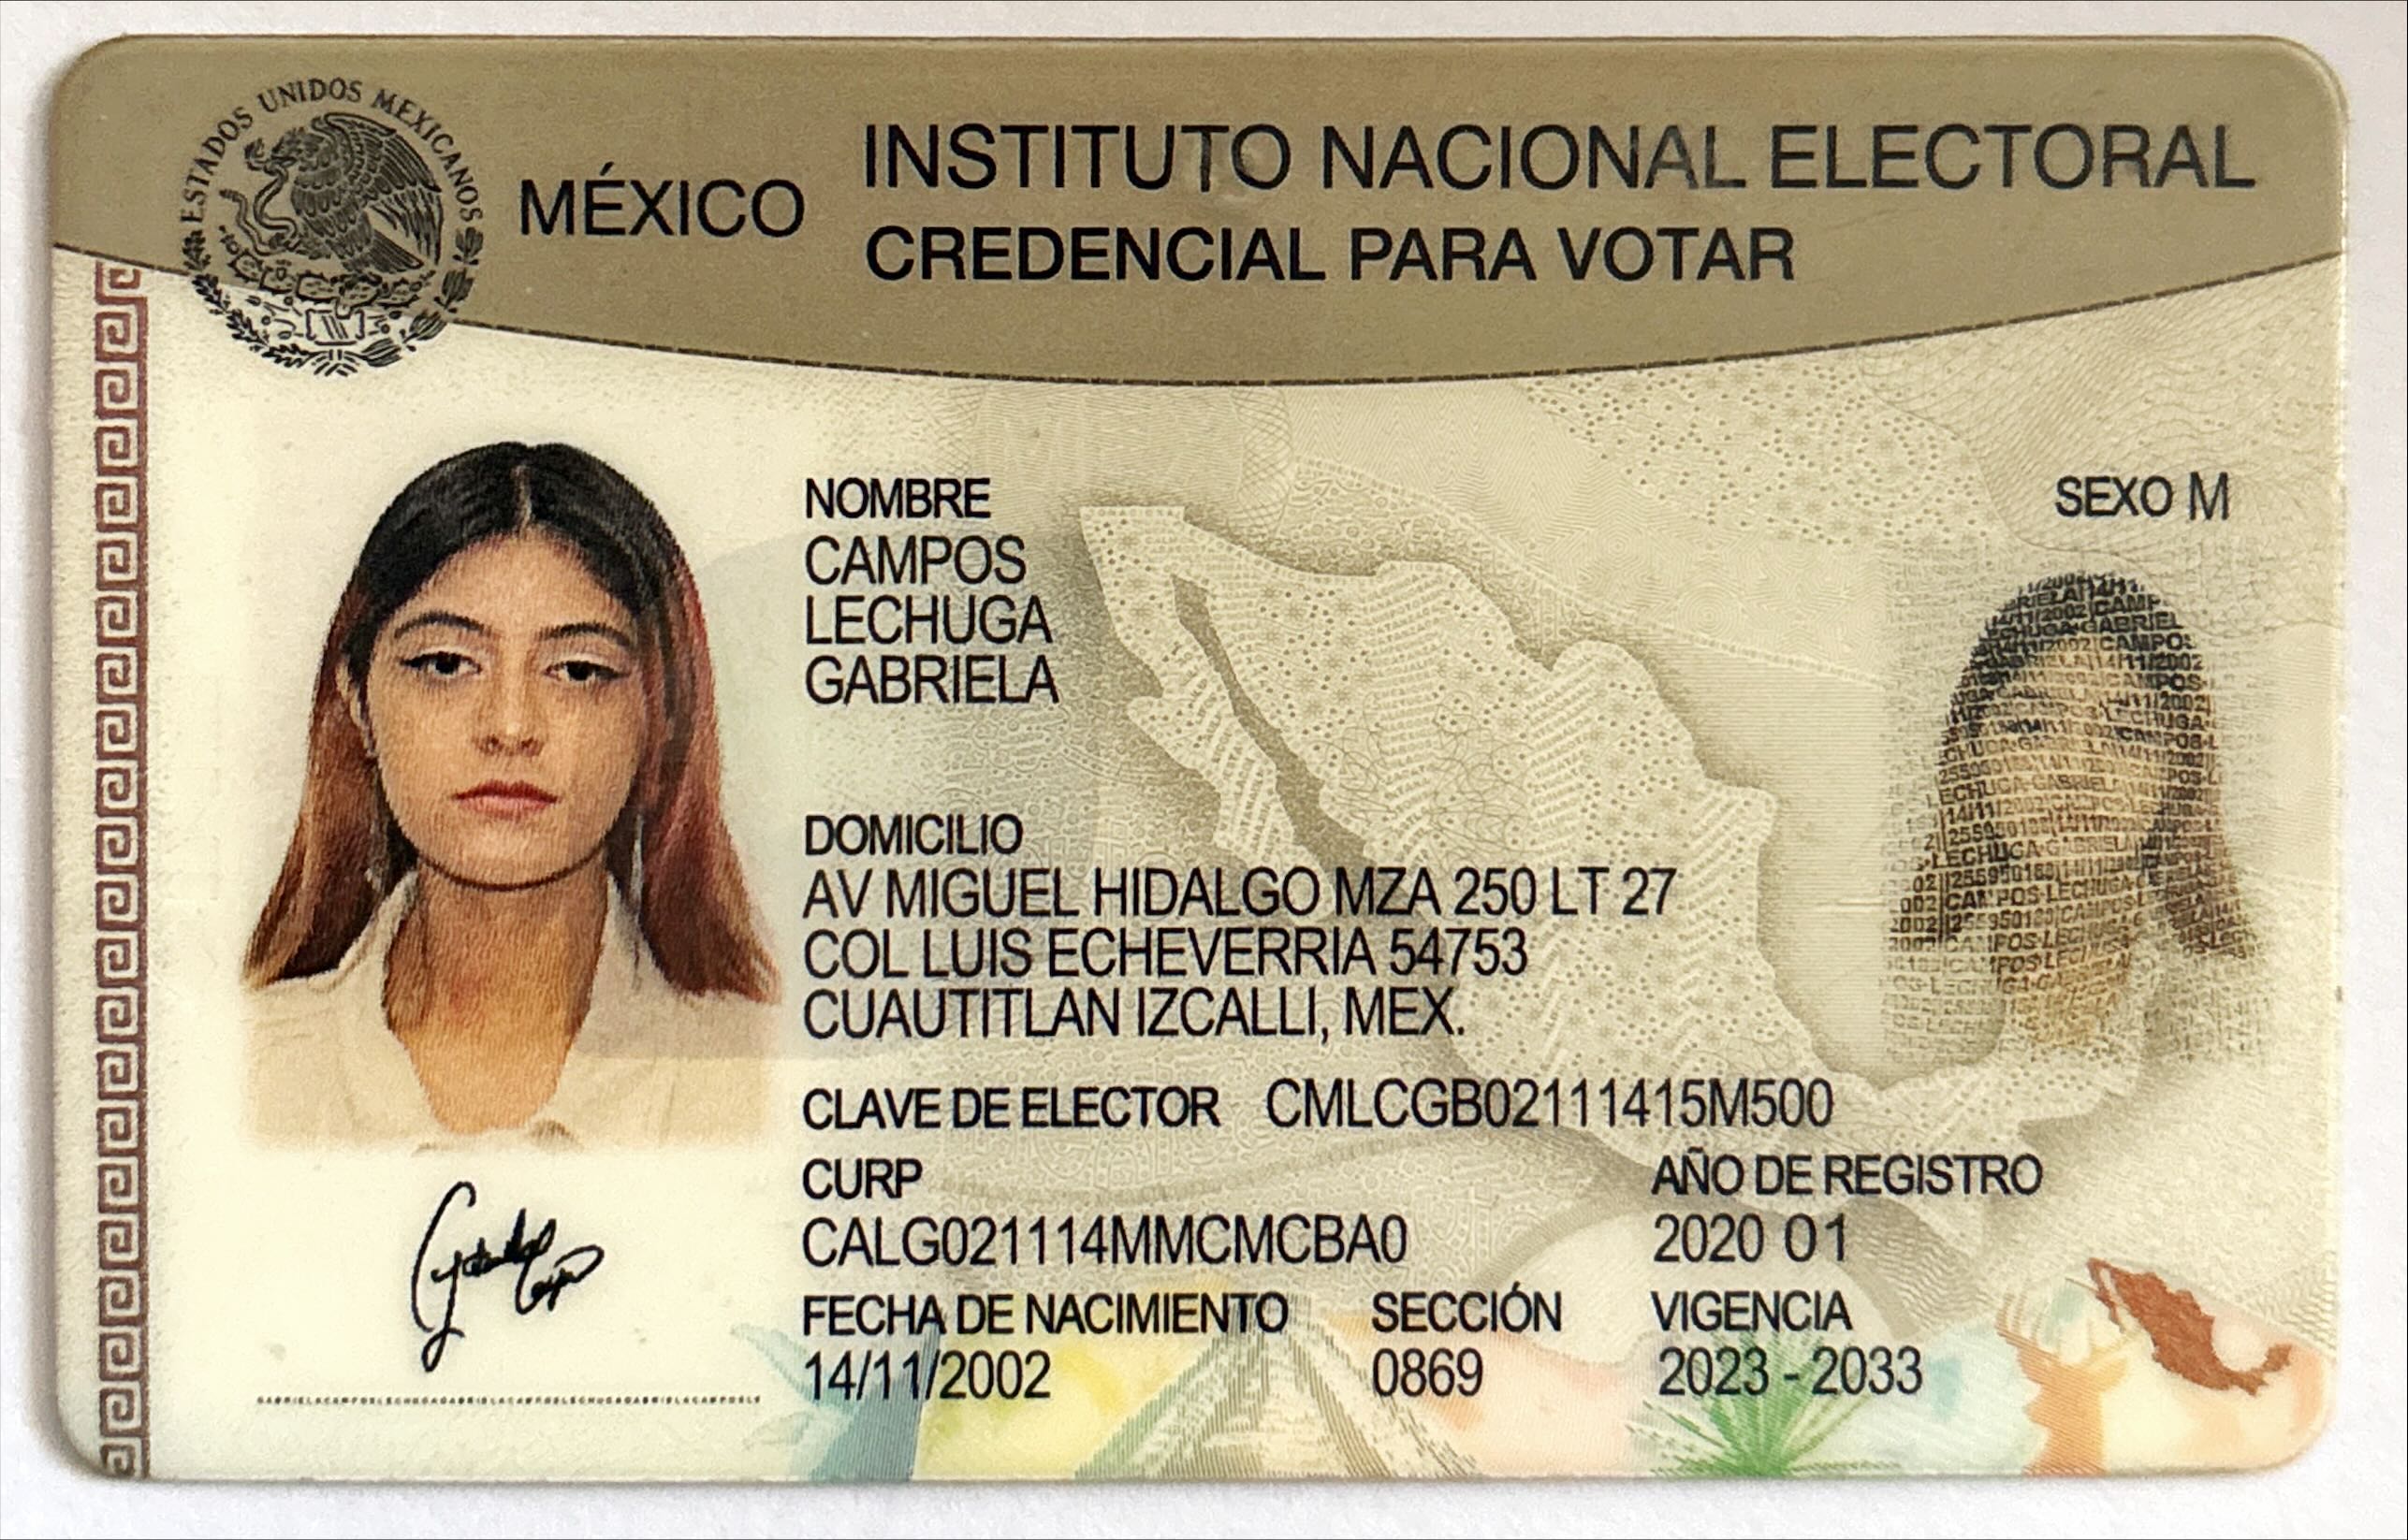 ESTADOS UNIDOS MEXICANOS
MÉXICO
INSTITUTO NACIONAL ELECTORAL
CREDENCIAL PARA VOTAR
NOMBRE
CAMPOS
LECHUGA
GABRIELA
SEXO M
DOMICILIO
AV MIGUEL HIDALGO MZA 250 LT 27
COL LUIS ECHEVERRIA 54753
CUAUTITLAN IZCALLI, MEX.
CLAVE DE ELECTOR CMLCGB02111415M500
CURP
CALG021114MMCMCBA0
AÑO DE REGISTRO
2020 01
FECHA DE NACIMIENTO
14/11/2002
SECCIÓN
0869
VIGENCIA
2023 - 2033